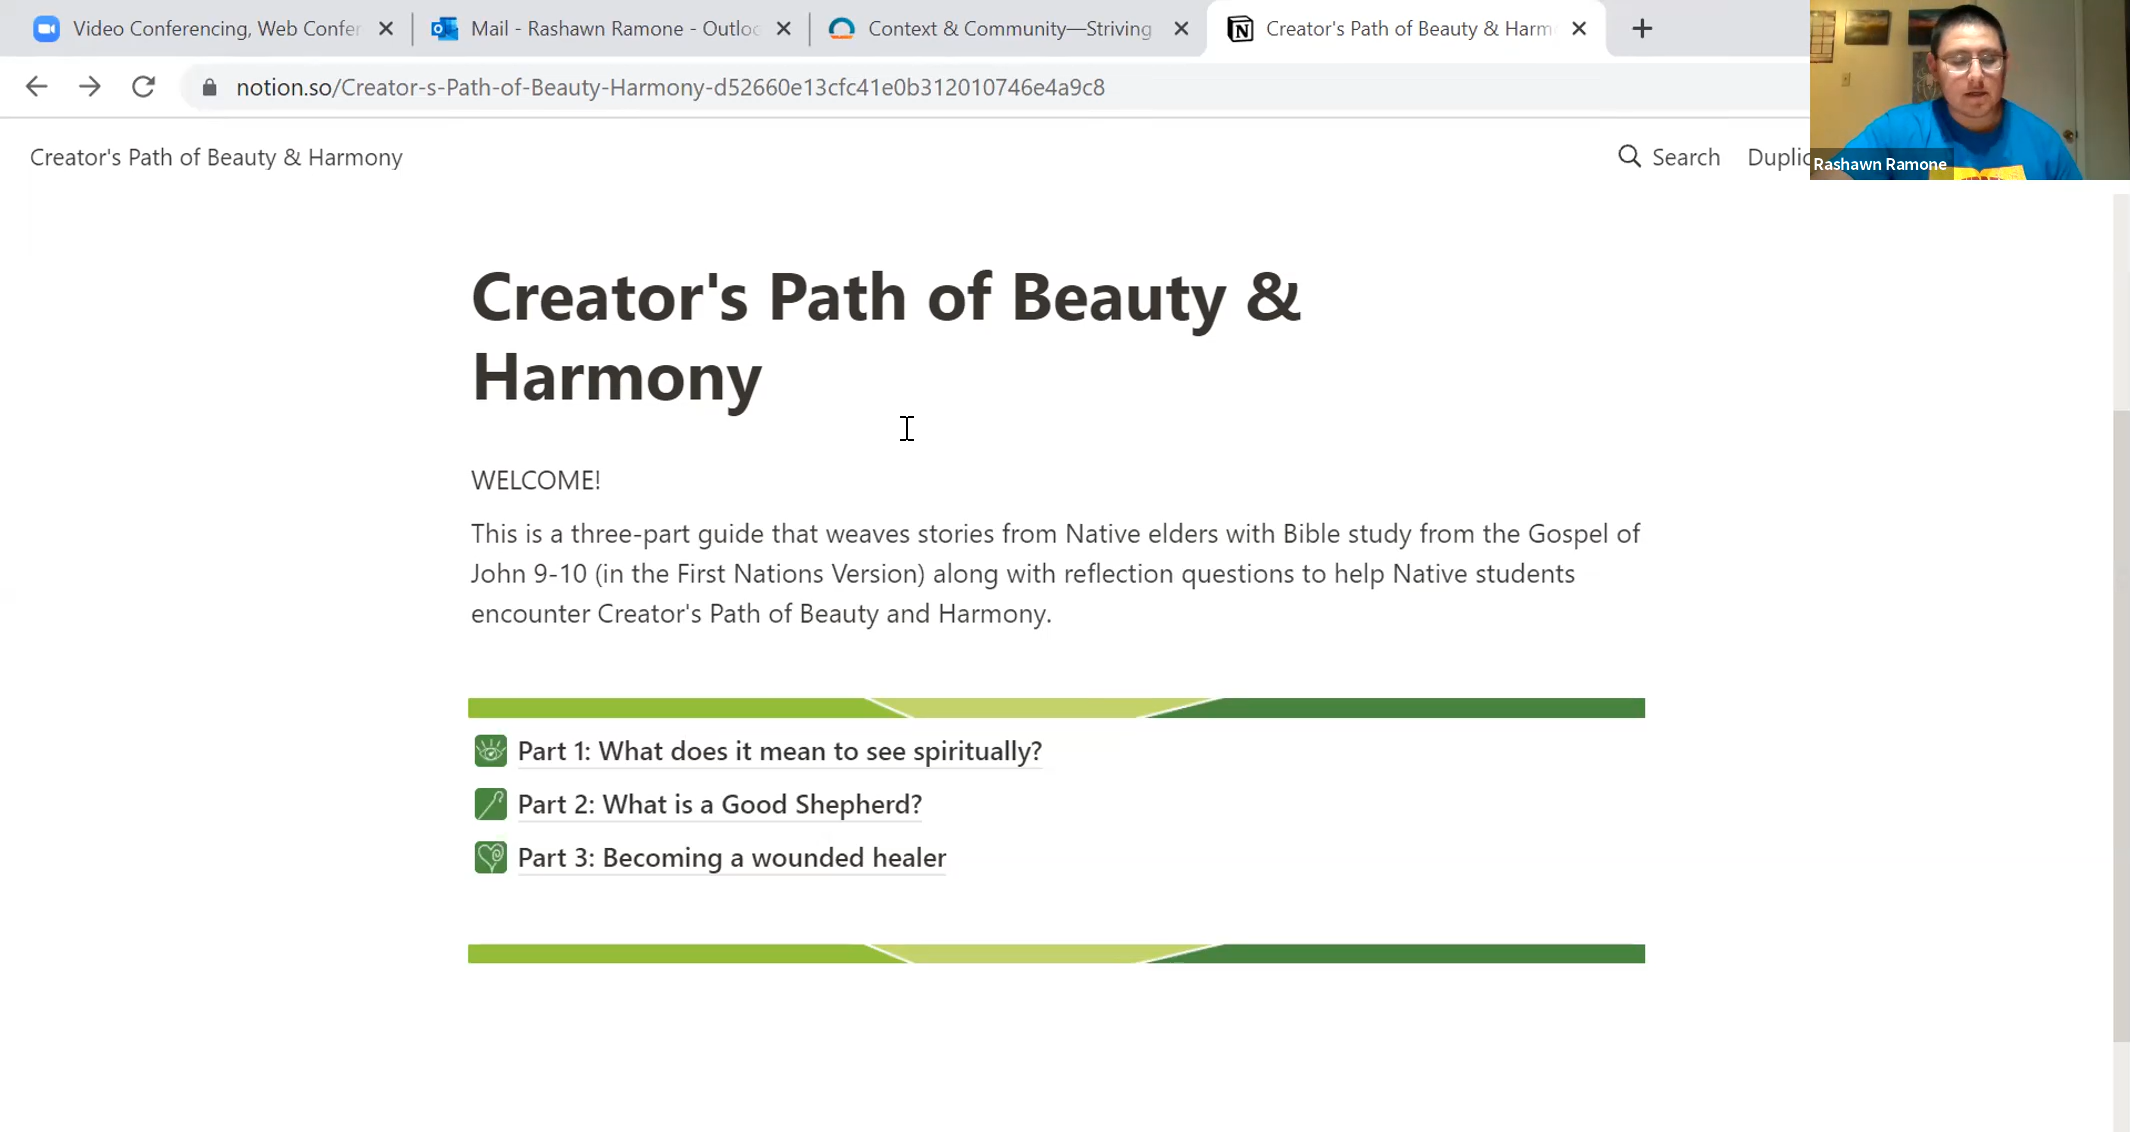 Video Conferencing, Web Confer
Mail - Rashawn Ramone - Outloo
Context & Community—Striving
Creator's Path of Beauty & Harm
notion.so/Creator-s-Path-of-Beauty-Harmony-d52660e13cfc41e0b312010746e4a9c8
Creator's Path of Beauty & Harmony
Search
Duplic
Rashawn Ramone
Creator's Path of Beauty &
Harmony
WELCOME!
This is a three-part guide that weaves stories from Native elders with Bible study from the Gospel of
John 9-10 (in the First Nations Version) along with reflection questions to help Native students
encounter Creator's Path of Beauty and Harmony.
Part 1: What does it mean to see spiritually?
Part 2: What is a Good Shepherd?
Part 3: Becoming a wounded healer